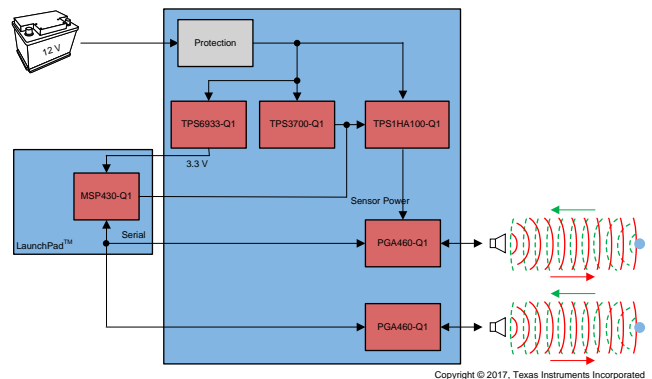 12 V
Protection
TPS6933-Q1
TPS3700-Q1
TPS1HA100-Q1
3.3 V
MSP430-Q1
Sensor Power
Serial
LaunchPad™
PGA460-Q1
PGA460-Q1
Copyright © 2017, Texas Instruments Incorporated